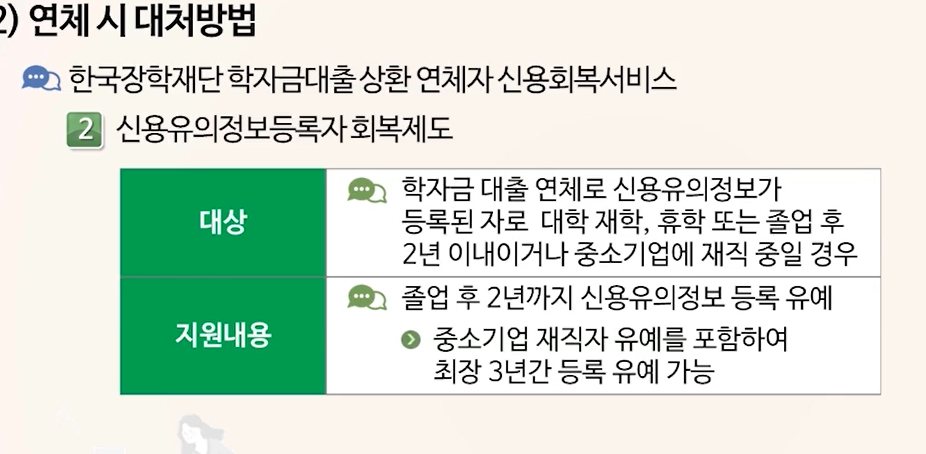 2) 연체 시 대처방법
한국장학재단 학자금대출 상환 연체자 신용회복서비스
2 신용유의정보등록자 회복제도
대상
학자금 대출 연체로 신용유의정보가
등록된 자로 대학 재학, 휴학 또는 졸업 후
2년 이내이거나 중소기업에 재직 중일 경우
지원내용
졸업 후 2년까지 신용유의정보 등록 유예
중소기업 재직자 유예를 포함하여
최장 3년간 등록 유예 가능